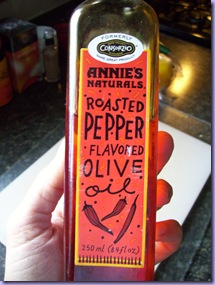 FORMERLY
CONSORZIO
ANNIE'S
NATURALS
ROASTED
PEPPER
FLAVORED
OLIVE
oil
250 ml (8.4 fl oz)